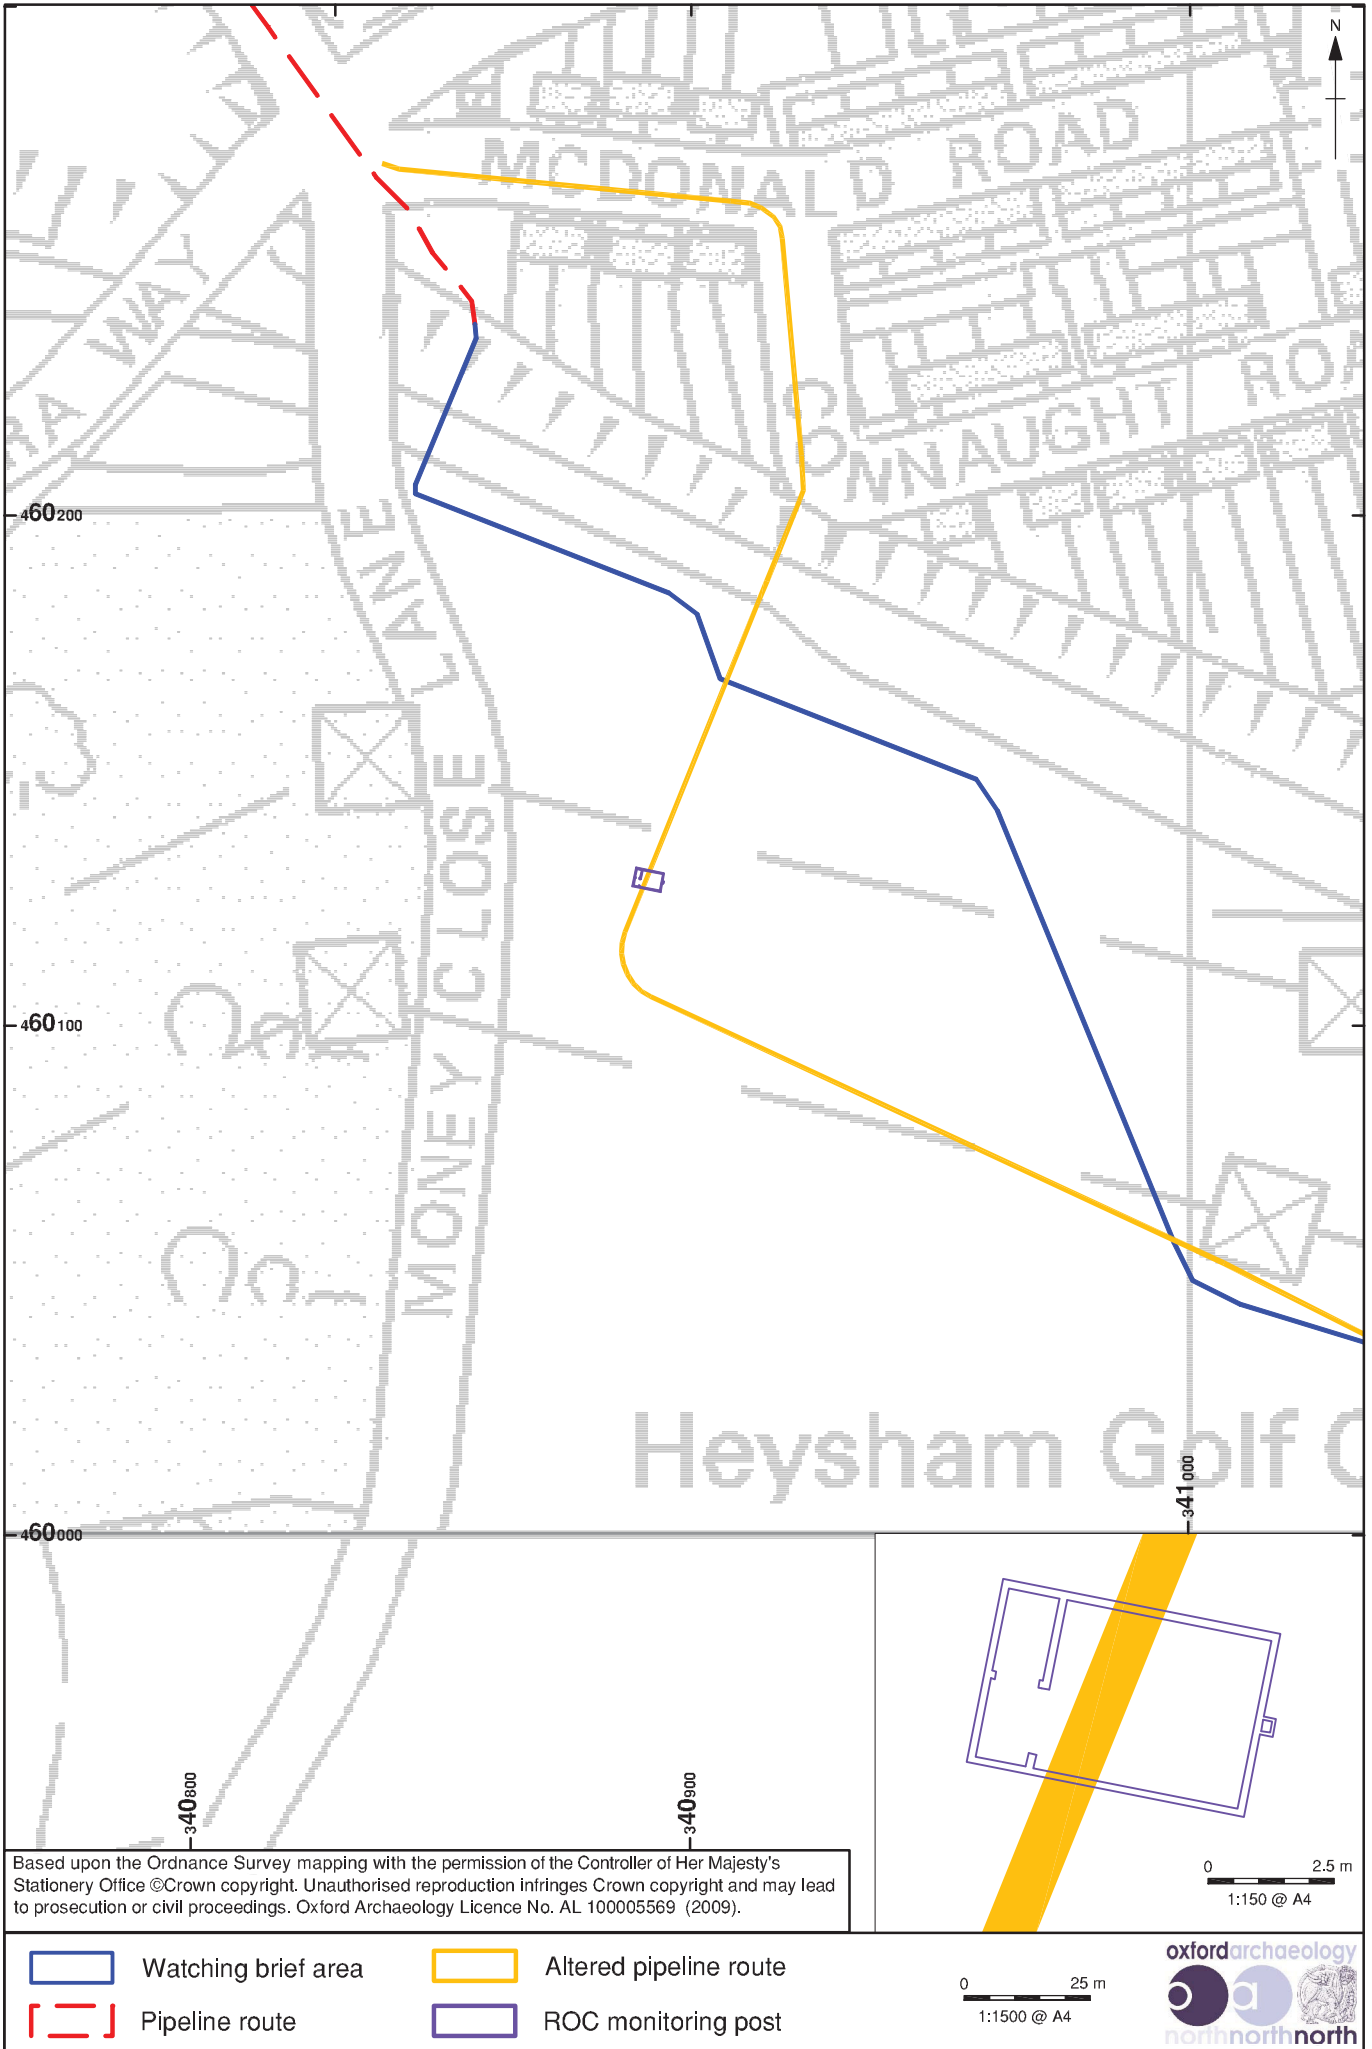 N
MCDONALD ROAD
CONNAUGHT RO
460200
SMILEY CLOSE
460100
Heysham Golf C
341000
460000
340800
340900
0 2.5 m
1:150 @ A4
Based upon the Ordnance Survey mapping with the permission of the Controller of Her Majesty's
Stationery Office ©Crown copyright. Unauthorised reproduction infringes Crown copyright and may lead
to prosecution or civil proceedings. Oxford Archaeology Licence No. AL 100005569 (2009).
Watching brief area
Altered pipeline route
Pipeline route
ROC monitoring post
0 25 m
1:1500 @ A4
oxfordarchaeology
o a
northnorthnorth